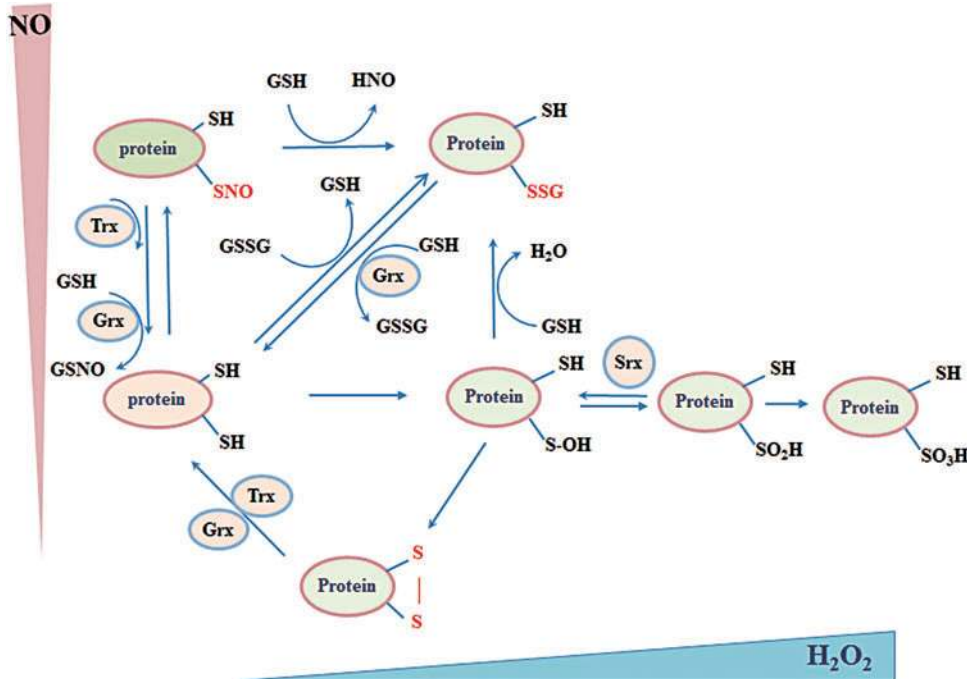 NO
GSH
HNO
SH
protein
SNO
SH
Protein
SSG
Trx
GSH
Grx
GSNO
GSH
GSSG
GSH
Grx
GSSG
H₂O
GSH
SH
protein
SH
SH
Protein
S-OH
Srx
SH
Protein
SO₂H
SH
Protein
SO₃H
Trx
Grx
Protein
S
|
S
H₂O₂